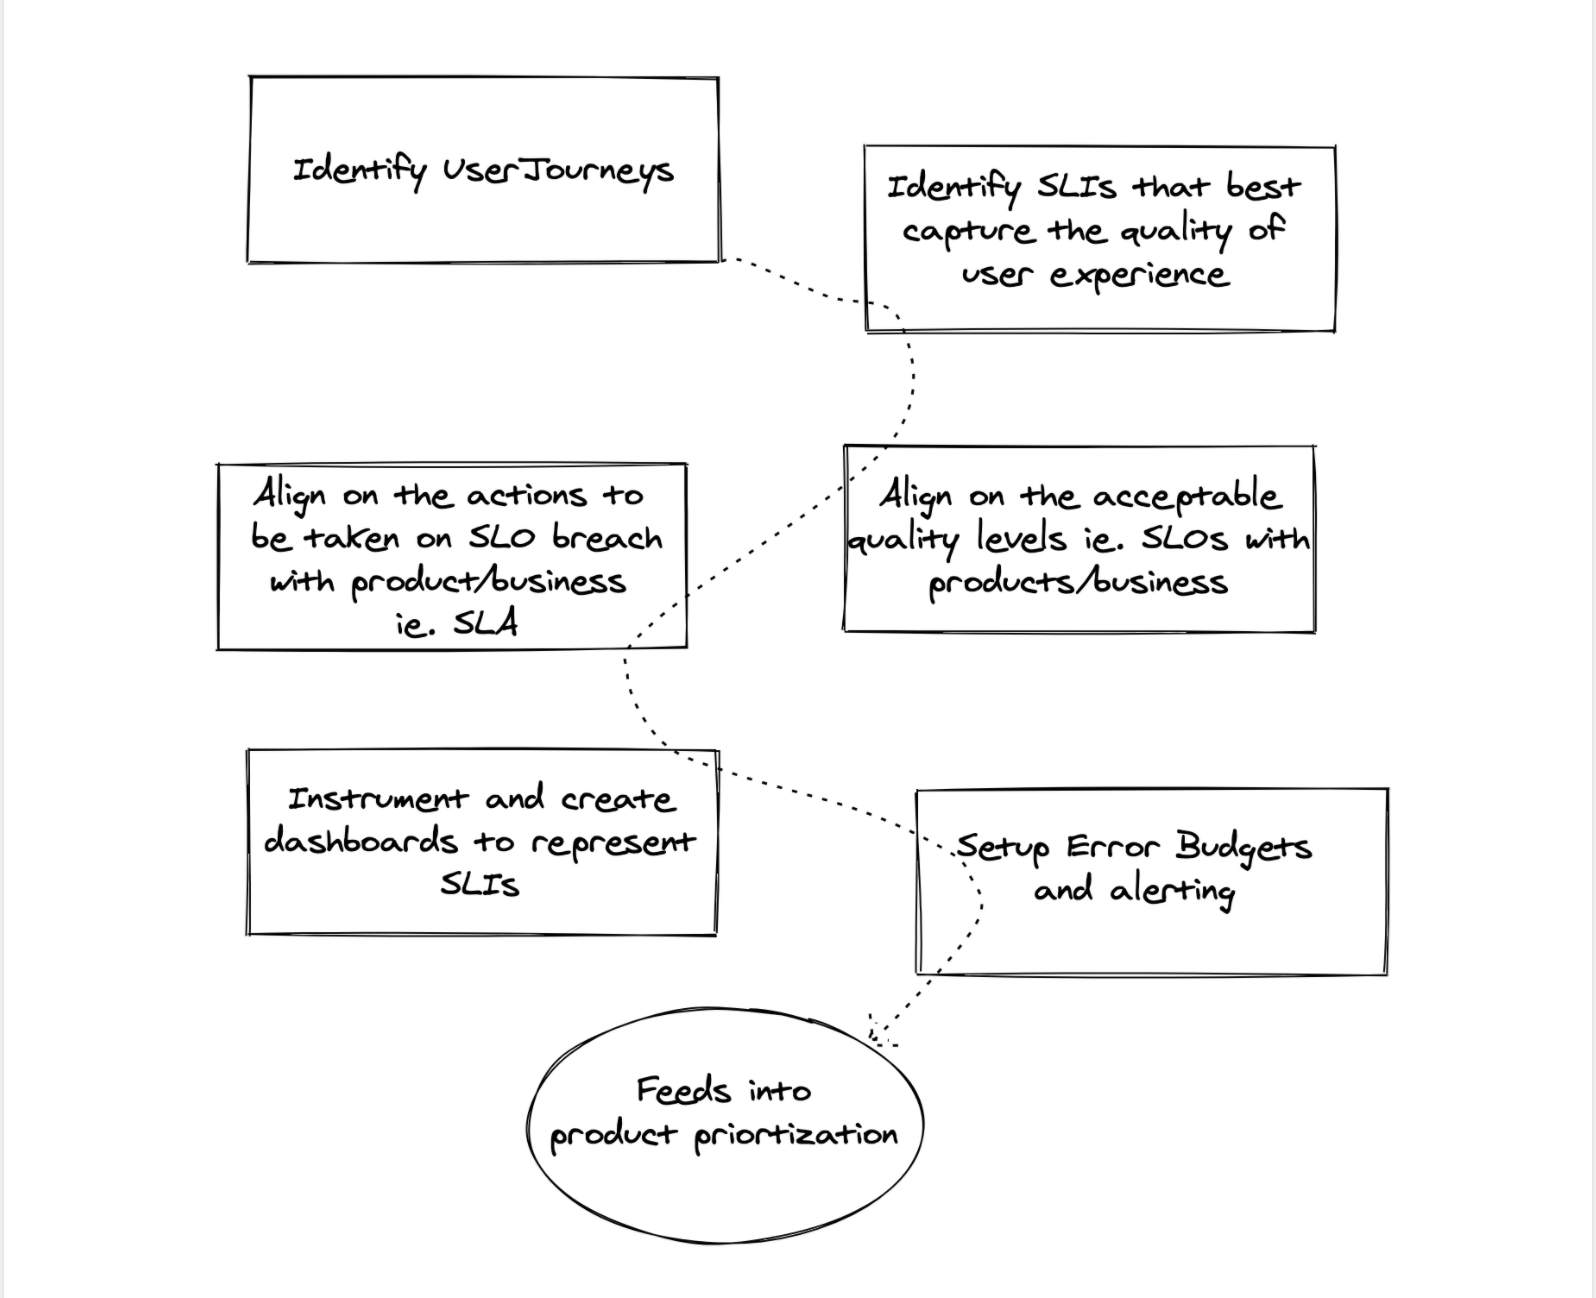 Identify UserJourneys
Identify SLIs that best
capture the quality of
user experience
Align on the acceptable
quality levels ie. SLOs with
products/business
Align on the actions to
be taken on SLO breach
with product/business
ie. SLA
Instrument and create
dashboards to represent
SLIs
Setup Error Budgets
and alerting
Feeds into
product priortization